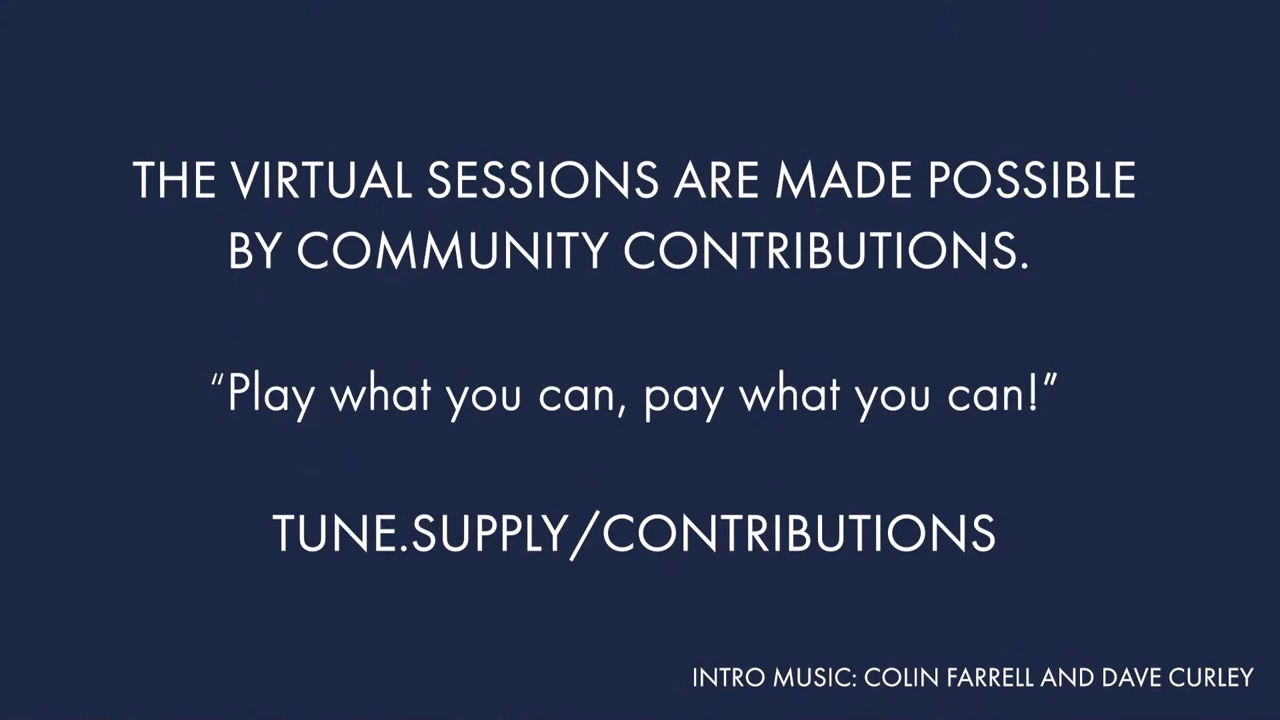 THE VIRTUAL SESSIONS ARE MADE POSSIBLE
BY COMMUNITY CONTRIBUTIONS.
“Play what you can, pay what you can!”
TUNE.SUPPLY/CONTRIBUTIONS
INTRO MUSIC: COLIN FARRELL AND DAVE CURLEY